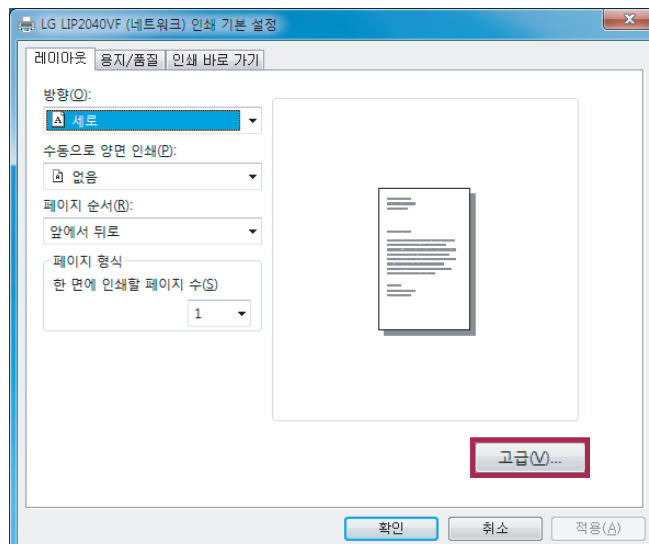 LG LIP2040VF (네트워크) 인쇄 기본 설정
레이아웃 용지/품질 인쇄 바로 가기
방향(O):
세로
수동으로 양면 인쇄(P):
없음
페이지 순서(R):
앞에서 뒤로
페이지 형식
한 면에 인쇄할 페이지 수(S)
1
고급(V)...
확인 취소 적용(A)